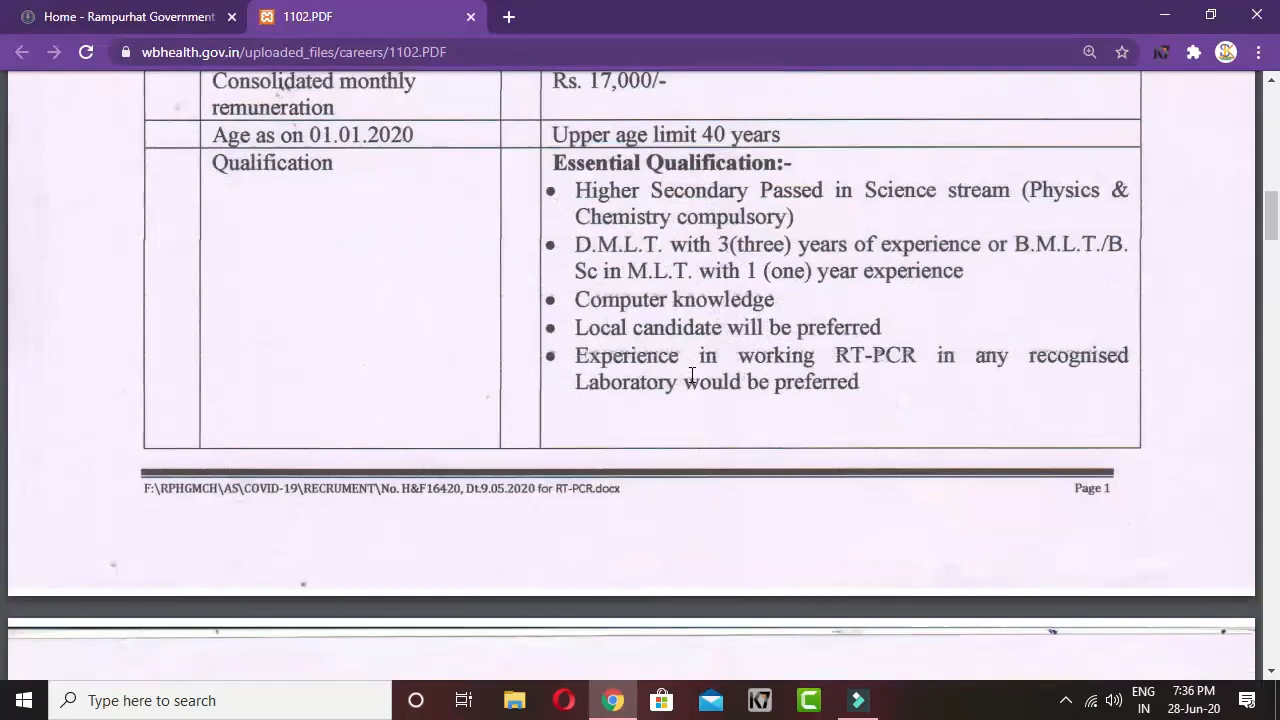 Home - Rampurhat Government
1102.PDF
wbhealth.gov.in/uploaded_files/careers/1102.PDF
Consolidated monthly
remuneration
Rs. 17,000/-
Age as on 01.01.2020
Upper age limit 40 years
Qualification
Essential Qualification:-
Higher Secondary Passed in Science stream (Physics &
Chemistry compulsory)
D.M.L.T. with 3(three) years of experience or B.M.L.T./B.
Sc in M.L.T. with 1 (one) year experience
Computer knowledge
Local candidate will be preferred
Experience in working RT-PCR in any recognised
Laboratory would be preferred
F:\RPHGMCH\AS\COVID-19\RECRUMENT\No. H&F16420, Dt.9.05.2020 for RT-PCR.docx
Page 1
Type here to search
ENG
IN
7:36 PM
28-Jun-20